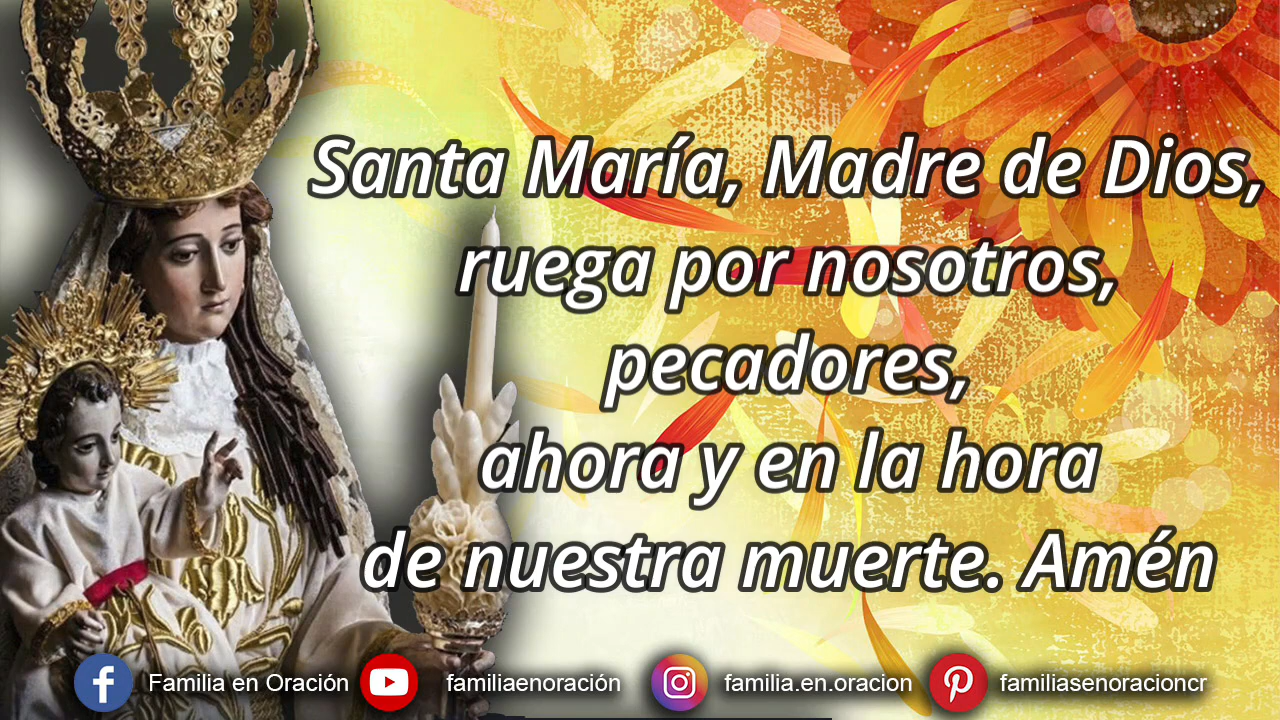 Santa María, Madre de Dios,
ruega por nosotros,
pecadores,
ahora y en la hora
de nuestra muerte. Amén
Familia en Oración
familiaenoración
familia.en.oracion
familiasenoracioncr